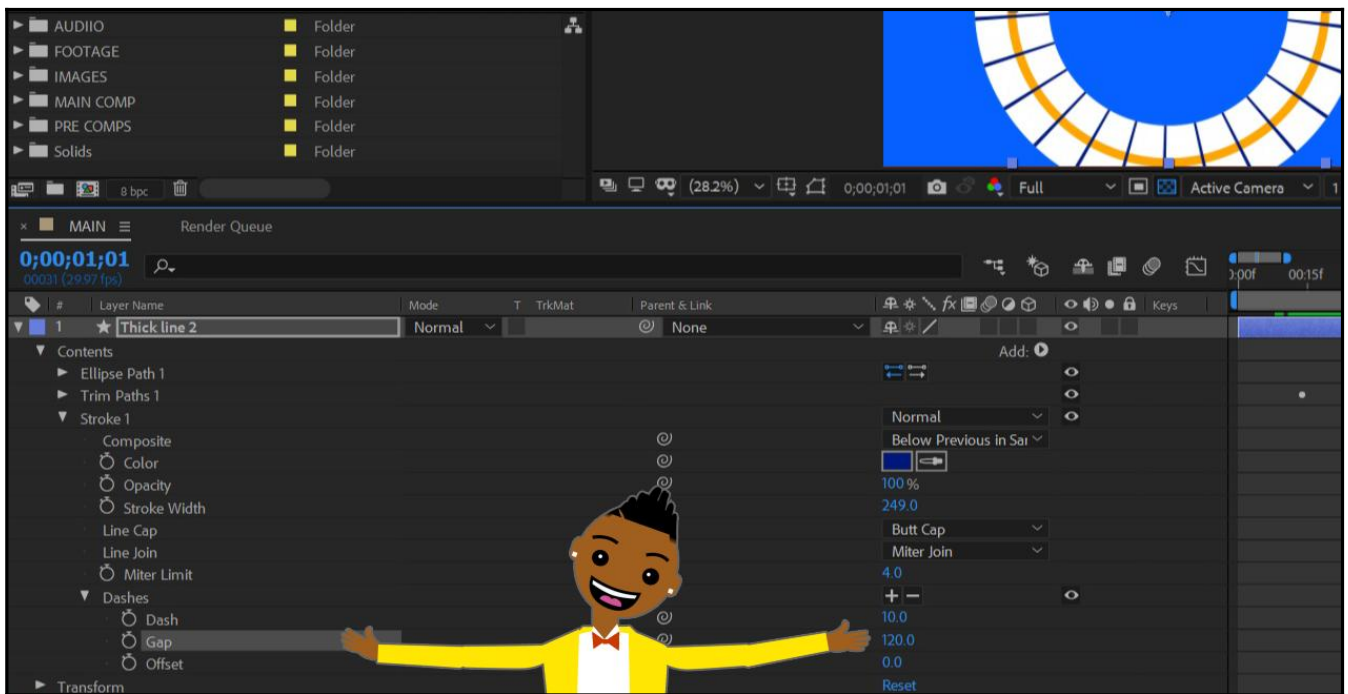 AUDIIO Folder
FOOTAGE Folder
IMAGES Folder
MAIN COMP Folder
PRE COMPS Folder
Solids Folder
8 bpc (28.2%) 0;00;01;01 Full Active Camera 1
MAIN Render Queue
0;00;01;01
00031 (29.97 fps) 00:15f
# Layer Name Mode T TrkMat Parent & Link fx Keys
1 Thick line 2 Normal None
Contents Add:
Ellipse Path 1
Trim Paths 1
Stroke 1 Normal
Composite Below Previous in Sar
Color
Opacity 100 %
Stroke Width 249.0
Line Cap Butt Cap
Line Join Miter Join
Miter Limit 4.0
Dashes + −
Dash 10.0
Gap 120.0
Offset 0.0
Transform Reset